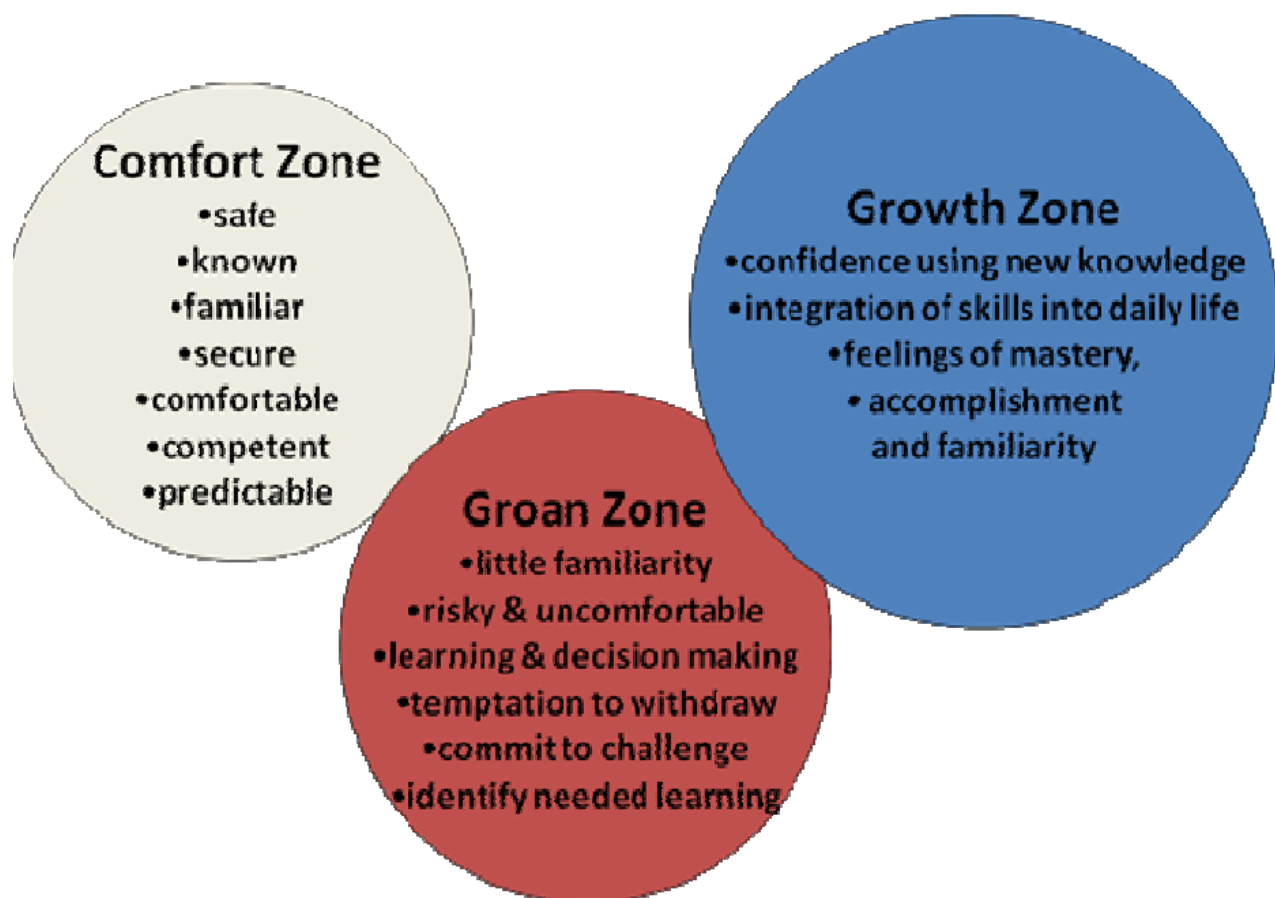 Comfort Zone
•safe
•known
•familiar
•secure
•comfortable
•competent
•predictable
Groan Zone
•little familiarity
•risky & uncomfortable
•learning & decision making
•temptation to withdraw
•commit to challenge
•identify needed learning
Growth Zone
•confidence using new knowledge
•integration of skills into daily life
•feelings of mastery,
• accomplishment
and familiarity